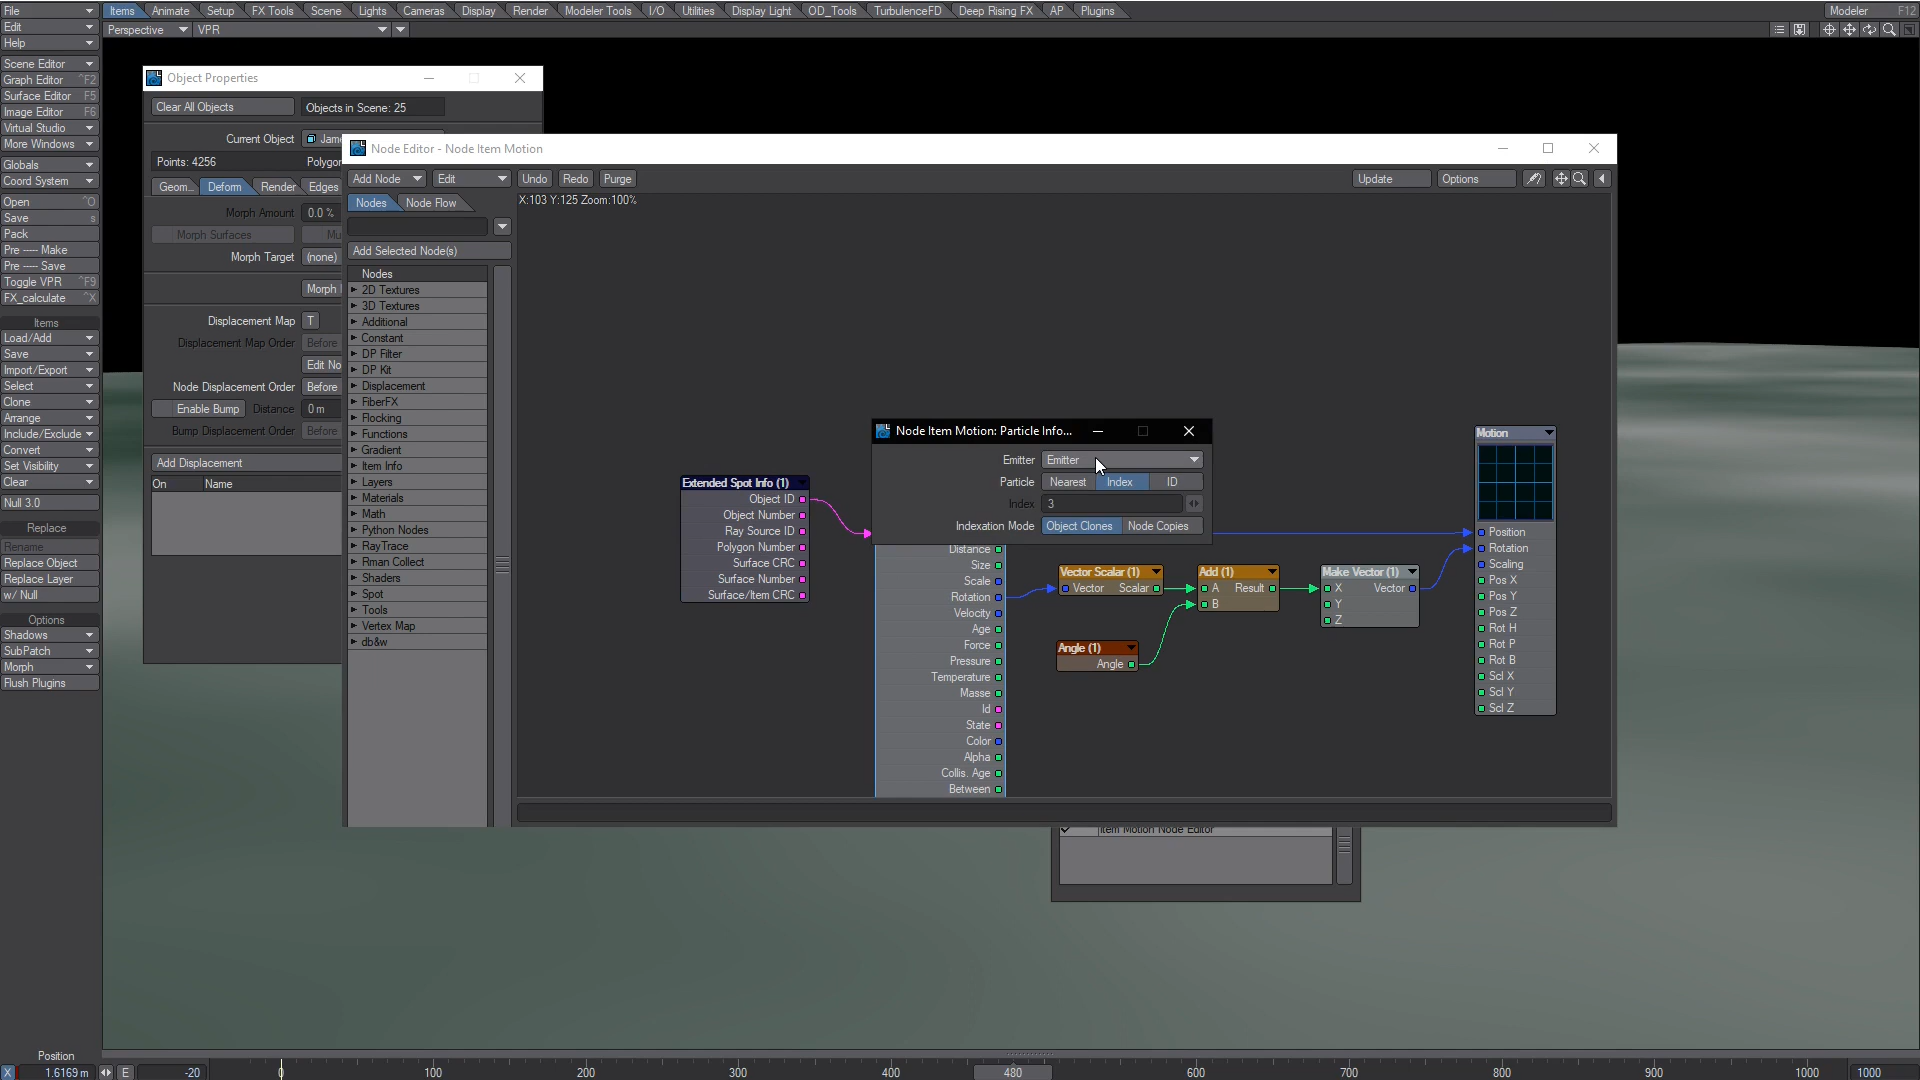 File Items Animate Setup FX Tools Scene Lights Cameras Display Render Modeler Tools I/O Utilities Display Light OD_Tools TurbulenceFD Deep Rising FX AP Plugins Modeler F12
Edit Perspective VPR
Help
Scene Editor
Graph Editor ^F2
Surface Editor F5
Image Editor F6
Virtual Studio
More Windows
Globals
Coord System
Open ^O
Save s
Pack
Pre ---- Make
Pre ---- Save
Toggle VPR ^F9
FX_calculate ^X
Items
Load/Add
Save
Import/Export
Select
Clone
Arrange
Include/Exclude
Convert
Set Visibility
Clear
Null 3.0
Replace
Rename
Replace Object
Replace Layer
w/ Null
Options
Shadows
SubPatch
Morph
Flush Plugins
Object Properties
Clear All Objects Objects in Scene: 25
Current Object
Points: 4256
Geom... Deform Render Edges
Morph Amount 0.0 %
Morph Surfaces
Morph Target (none)
Displacement Map T
Displacement Map Order Before
Node Displacement Order Before
Enable Bump Distance 0 m
Bump Displacement Order Before
Add Displacement
On Name
Node Editor - Node Item Motion
Add Node Edit Undo Redo Purge Update Options
Nodes Node Flow
X:103 Y:125 Zoom:100%
Add Selected Node(s)
Nodes
2D Textures
3D Textures
Additional
Constant
DP Filter
DP Kit
Displacement
FiberFX
Flocking
Functions
Gradient
Item Info
Layers
Materials
Math
Python Nodes
RayTrace
Rman Collect
Shaders
Spot
Tools
Vertex Map
db&w
Extended Spot Info (1)
Object ID
Object Number
Ray Source ID
Polygon Number
Surface CRC
Surface Number
Surface/Item CRC
Node Item Motion: Particle Info...
Emitter Emitter
Particle Nearest Index ID
Index 3
Indexation Mode Object Clones Node Copies
Distance
Size
Scale
Rotation
Velocity
Age
Force
Pressure
Temperature
Masse
Id
State
Color
Alpha
Collis. Age
Between
Vector Scalar (1)
Vector Scalar
Angle (1)
Angle
Add (1)
A Result
B
Make Vector (1)
X Vector
Y
Z
Motion
Position
Rotation
Scaling
Pos X
Pos Y
Pos Z
Rot H
Rot P
Rot B
Scl X
Scl Y
Scl Z
Item Motion Node Editor
Position
X 1.6169 m E -20 0 100 200 300 400 480 600 700 800 900 1000 1000